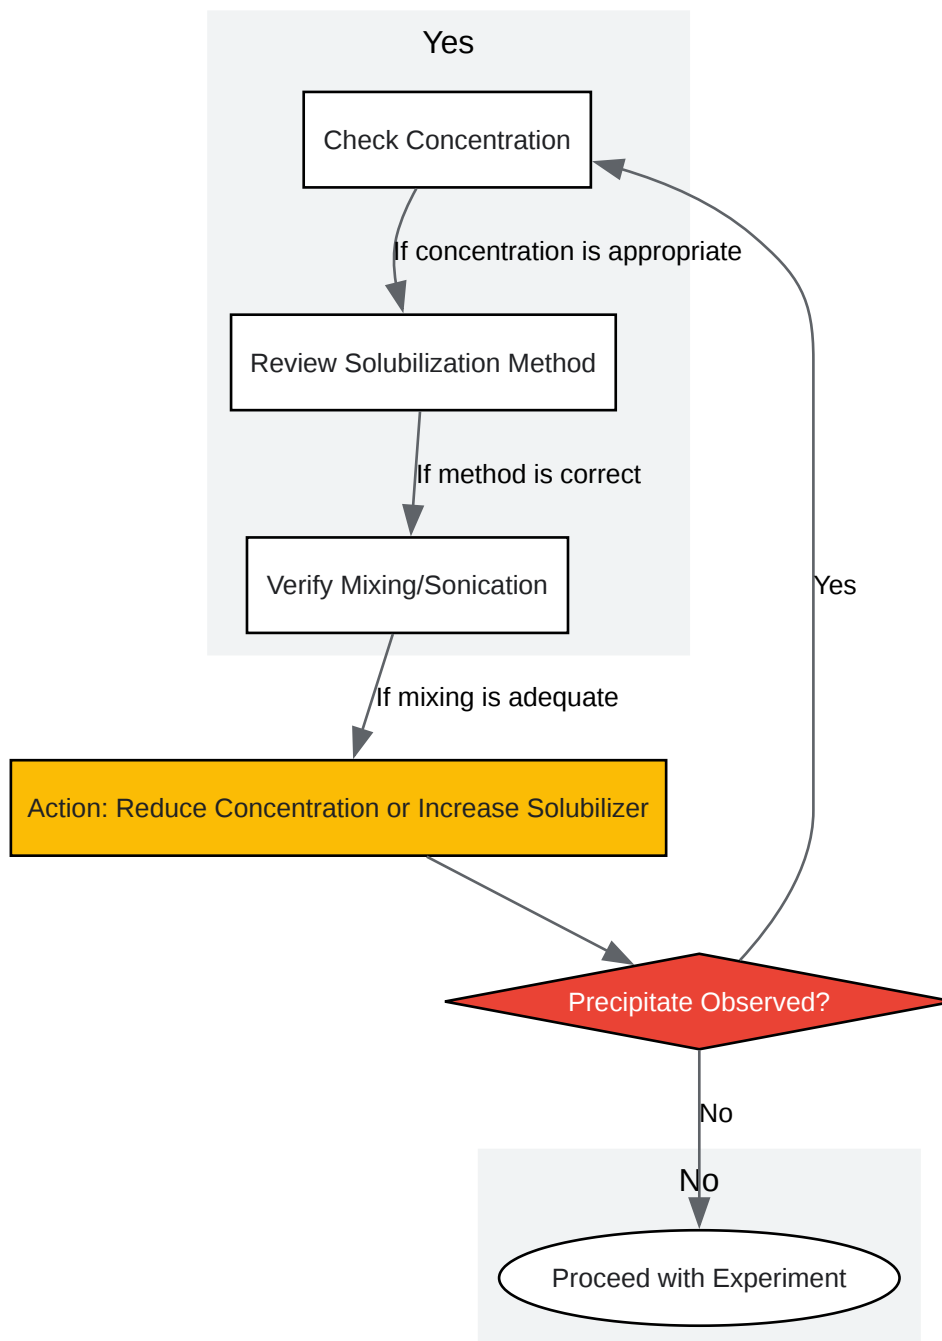 Yes
Check Concentration
If concentration is appropriate
Review Solubilization Method
If method is correct
Verify Mixing/Sonication
Yes
If mixing is adequate
Action: Reduce Concentration or Increase Solubilizer
Precipitate Observed?
No
No
Proceed with Experiment